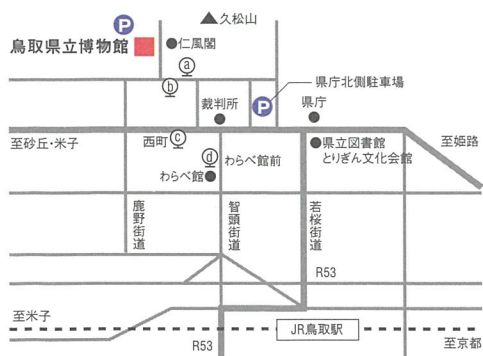 ▲久松山
P
鳥取県立博物館
仁風閣
a
b
県庁北側駐車場
裁判所
P
県庁
至砂丘・米子
西町
c
わらべ館前
d
わらべ館
県立図書館
とりぎん文化会館
至姫路
鹿野街道
智頭街道
若桜街道
R53
至米子
JR鳥取駅
R53
至京都